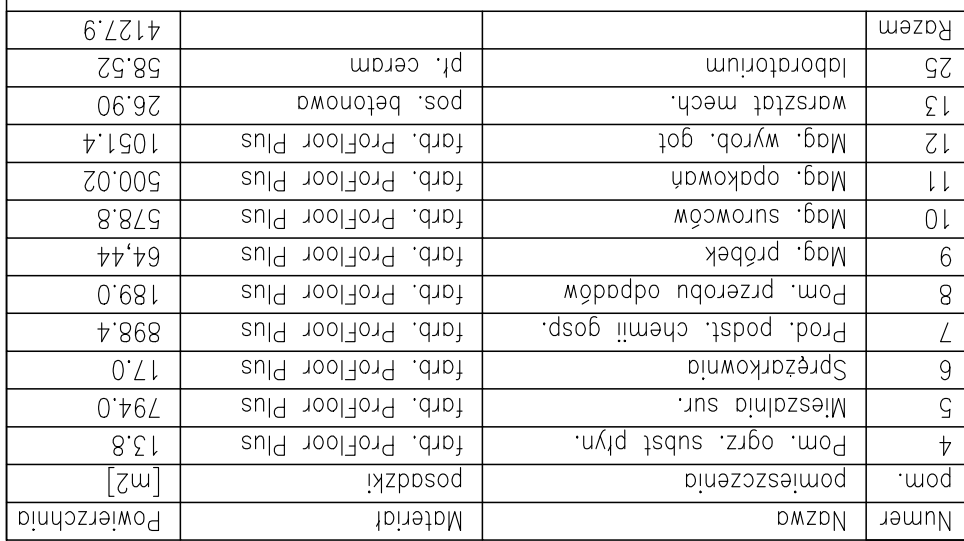 Numer Nazwa Materiał Powierzchnia
pom. pomieszczenia posadzki [m2]
4 Pom. ogrz. subst płyn. farb. ProFloor Plus 13.8
5 Mieszalnia sur. farb. ProFloor Plus 794.0
6 Sprężarkownia farb. ProFloor Plus 17.0
7 Prod. podst. chemii gosp. farb. ProFloor Plus 898.4
8 Pom. przerobu odpadów farb. ProFloor Plus 189.0
9 Mag. próbek farb. ProFloor Plus 64,44
10 Mag. surowców farb. ProFloor Plus 578.8
11 Mag. opakowań farb. ProFloor Plus 500.02
12 Mag. wyrob. got farb. ProFloor Plus 1051.4
13 warsztat mech. pos. betonowa 26.90
25 laboratorium pł. ceram 58.52
Razem 4127.9